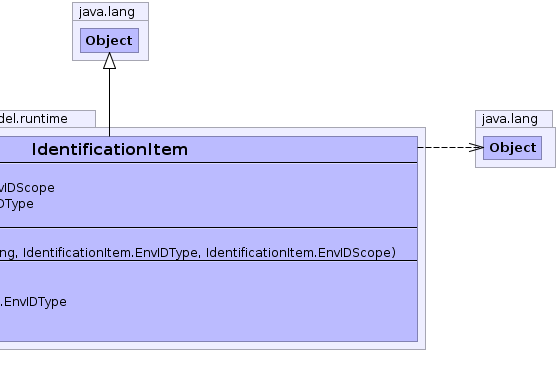 java.lang
Object
del.runtime
java.lang
IdentificationItem
Object
vIDScope
DType
ng, IdentificationItem.EnvIDType, IdentificationItem.EnvIDScope)
.EnvIDType